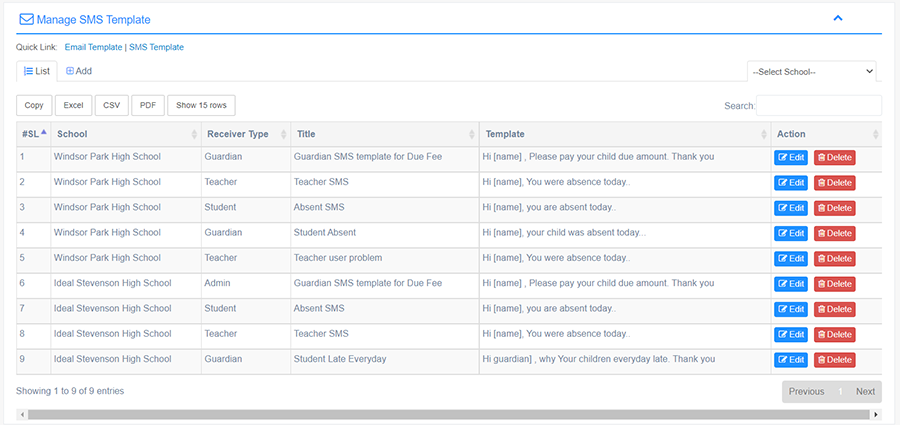 Manage SMS Template
Quick Link: Email Template | SMS Template
List Add --Select School--
Copy Excel CSV PDF Show 15 rows Search:
#SL School Receiver Type Title Template Action
1 Windsor Park High School Guardian Guardian SMS template for Due Fee Hi [name] , Please pay your child due amount. Thank you Edit Delete
2 Windsor Park High School Teacher Teacher SMS Hi [name], You were absence today.. Edit Delete
3 Windsor Park High School Student Absent SMS Hi [name], you are absent today.. Edit Delete
4 Windsor Park High School Guardian Student Absent Hi [name], your child was absent today... Edit Delete
5 Windsor Park High School Teacher Teacher user problem Hi [name], You were absence today.. Edit Delete
6 Ideal Stevenson High School Admin Guardian SMS template for Due Fee Hi [name] , Please pay your child due amount. Thank you Edit Delete
7 Ideal Stevenson High School Student Absent SMS Hi [name], you are absent today.. Edit Delete
8 Ideal Stevenson High School Teacher Teacher SMS Hi [name], You were absence today.. Edit Delete
9 Ideal Stevenson High School Guardian Student Late Everyday Hi guardian] , why Your children everyday late. Thank you Edit Delete
Showing 1 to 9 of 9 entries Previous 1 Next